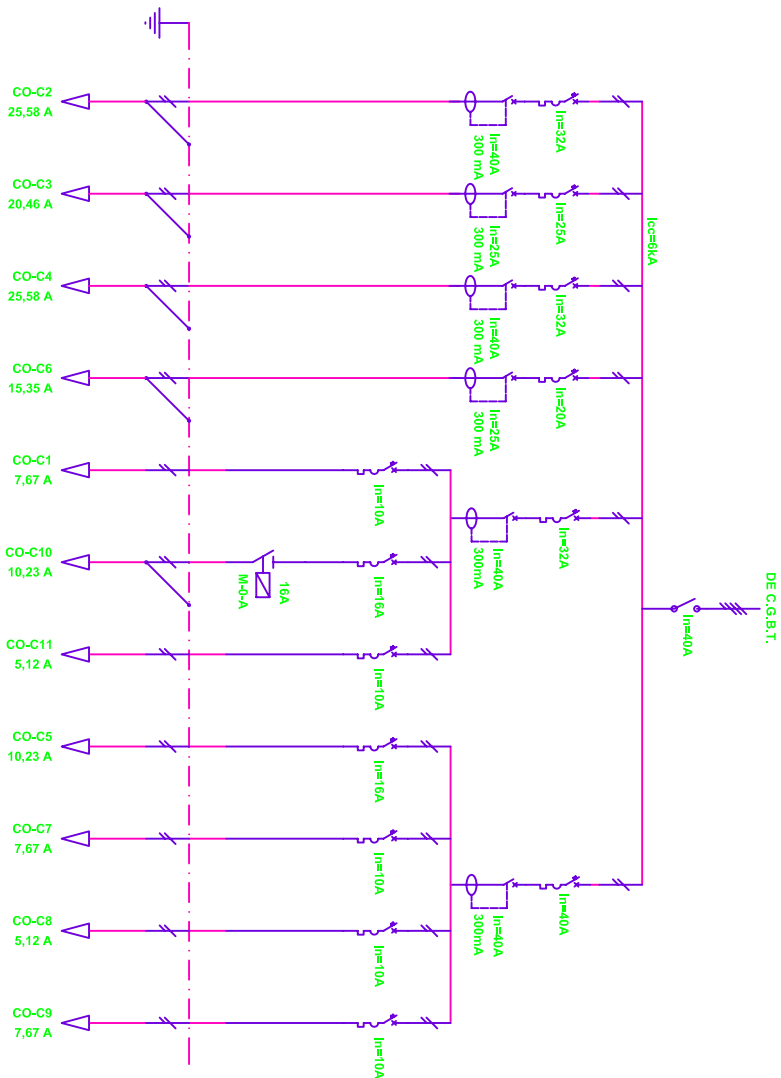 CO-C2
25,58 A
In=40A
300 mA
In=32A
CO-C3
20,46 A
In=25A
300 mA
In=25A
Icc=6kA
CO-C4
25,58 A
In=40A
300 mA
In=32A
CO-C6
15,35 A
In=25A
300 mA
In=20A
CO-C1
7,67 A
In=10A
In=40A
300mA
In=32A
CO-C10
10,23 A
16A
M-0-A
In=16A
DE C.G.B.T.
In=40A
CO-C11
5,12 A
In=10A
CO-C5
10,23 A
In=16A
CO-C7
7,67 A
In=10A
In=40A
300mA
In=40A
CO-C8
5,12 A
In=10A
CO-C9
7,67 A
In=10A